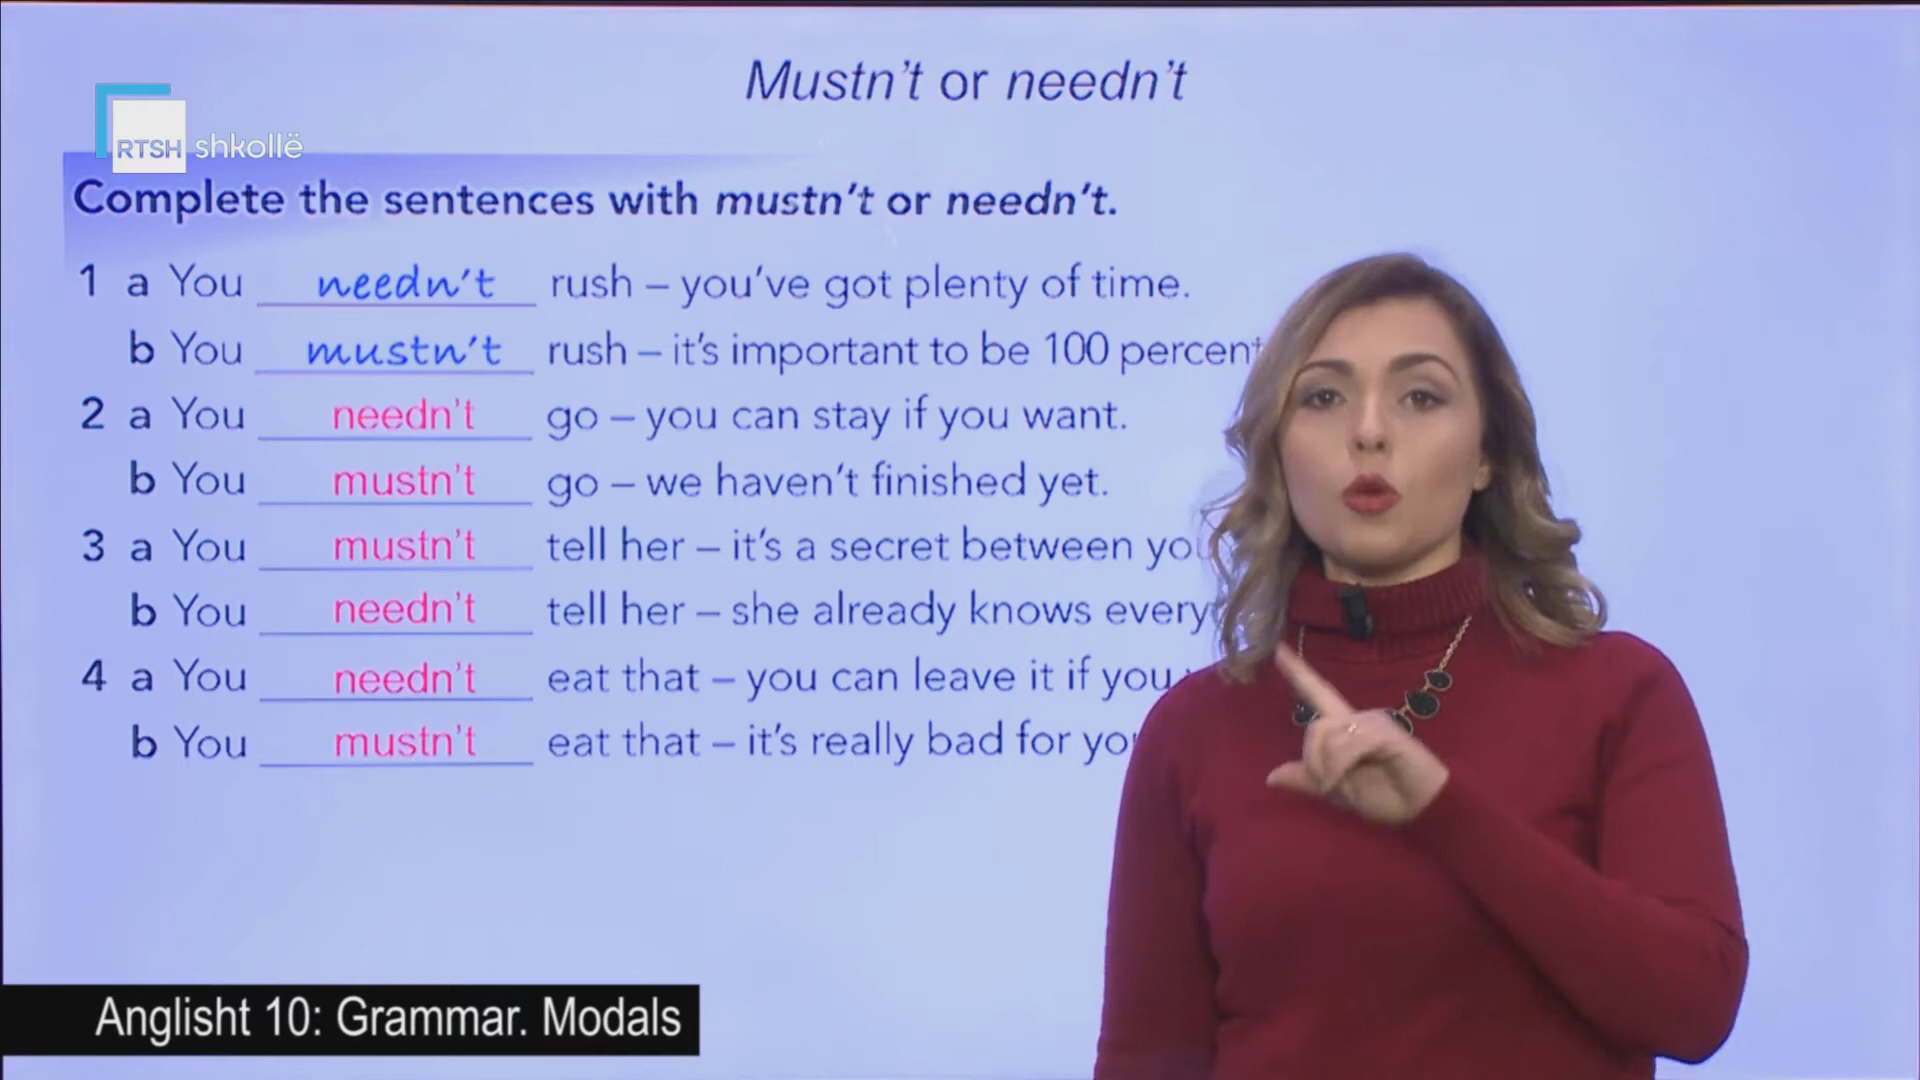 Mustn't or needn't
RTSH shkollë
Complete the sentences with mustn't or needn't.
1 a You needn't rush – you've got plenty of time.
b You mustn't rush – it's important to be 100 percent
2 a You needn't go – you can stay if you want.
b You mustn't go – we haven't finished yet.
3 a You mustn't tell her – it's a secret between
b You needn't tell her – she already knows
4 a You needn't eat that – you can leave it if you
b You mustn't eat that – it's really bad for
Anglisht 10: Grammar. Modals